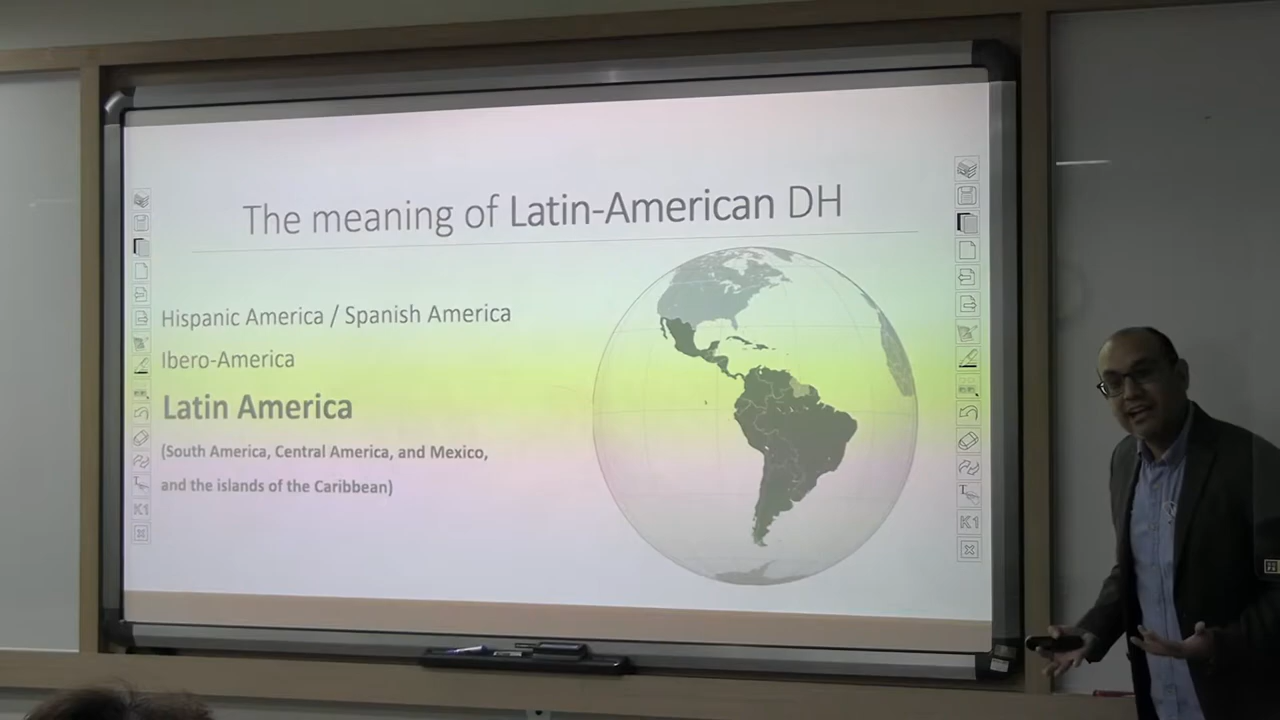 The meaning of Latin-American DH
Hispanic America / Spanish America
Ibero-America
Latin America
(South America, Central America, and Mexico,
and the islands of the Caribbean)
K1
K1